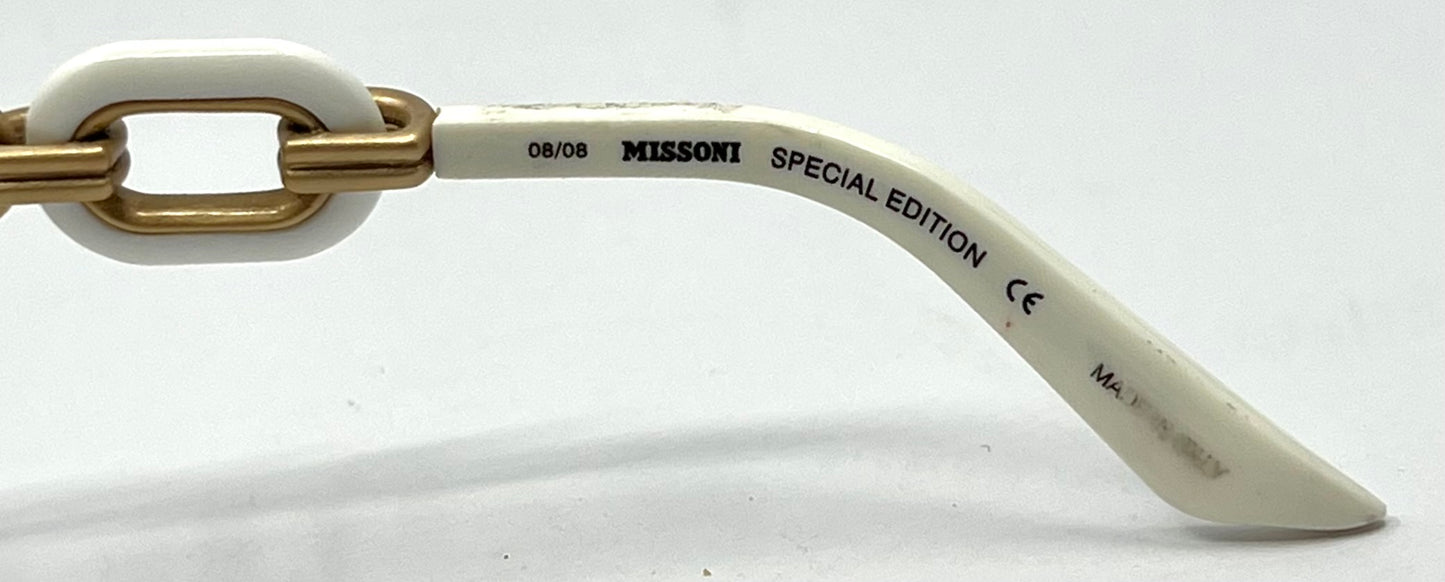 08/08 MISSONI SPECIAL EDITION CE